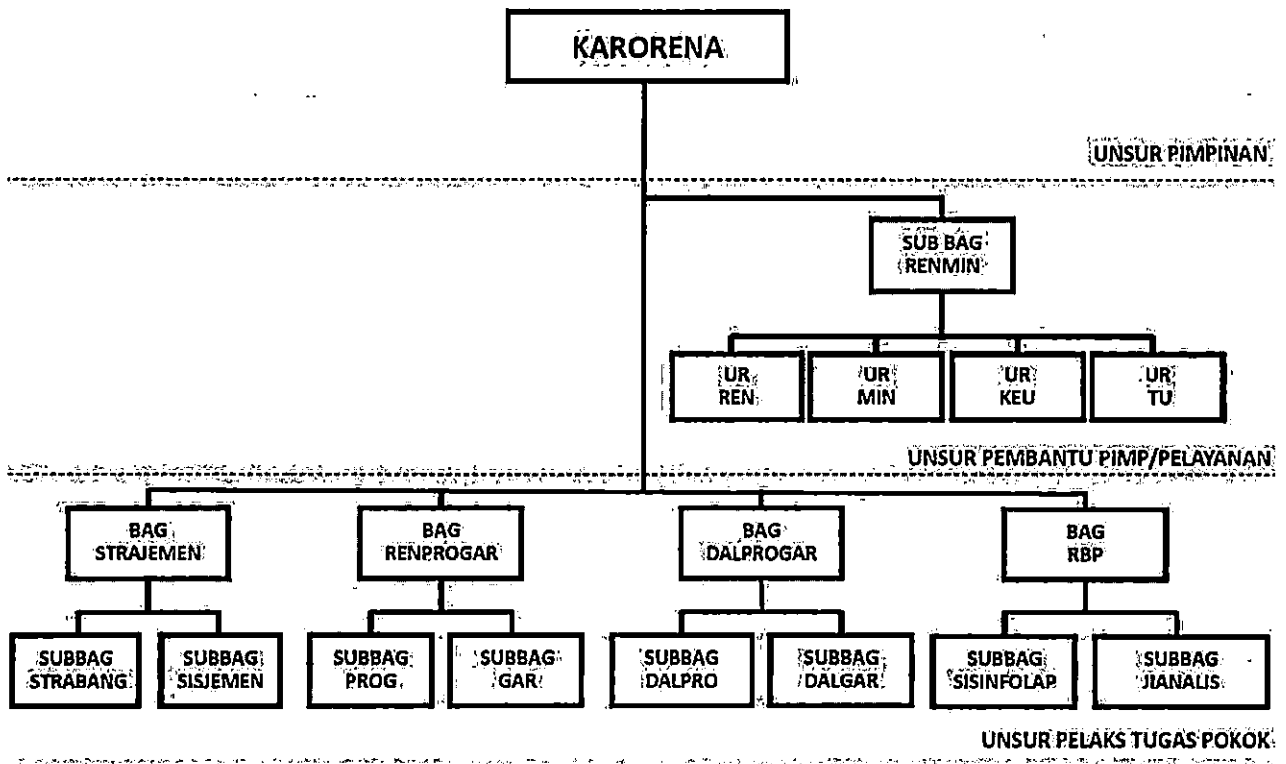 KARORENA
UNSUR PIMPINAN
SUB BAG
RENMIN
UR
REN
UR
MIN
UR
KEU
UR
TU
UNSUR PEMBANTU PIMP/PELAYANAN
BAG
STRAJEMEN
BAG
RENPROGAR
BAG
DALPROGAR
BAG
RBP
SUBBAG
STRABANG
SUBBAG
SISJEMEN
SUBBAG
PROG
SUBBAG
GAR
SUBBAG
DALPRO
SUBBAG
DALGAR
SUBBAG
SISINFOLAP
SUBBAG
JIANALIS
UNSUR PELAKS TUGAS POKOK